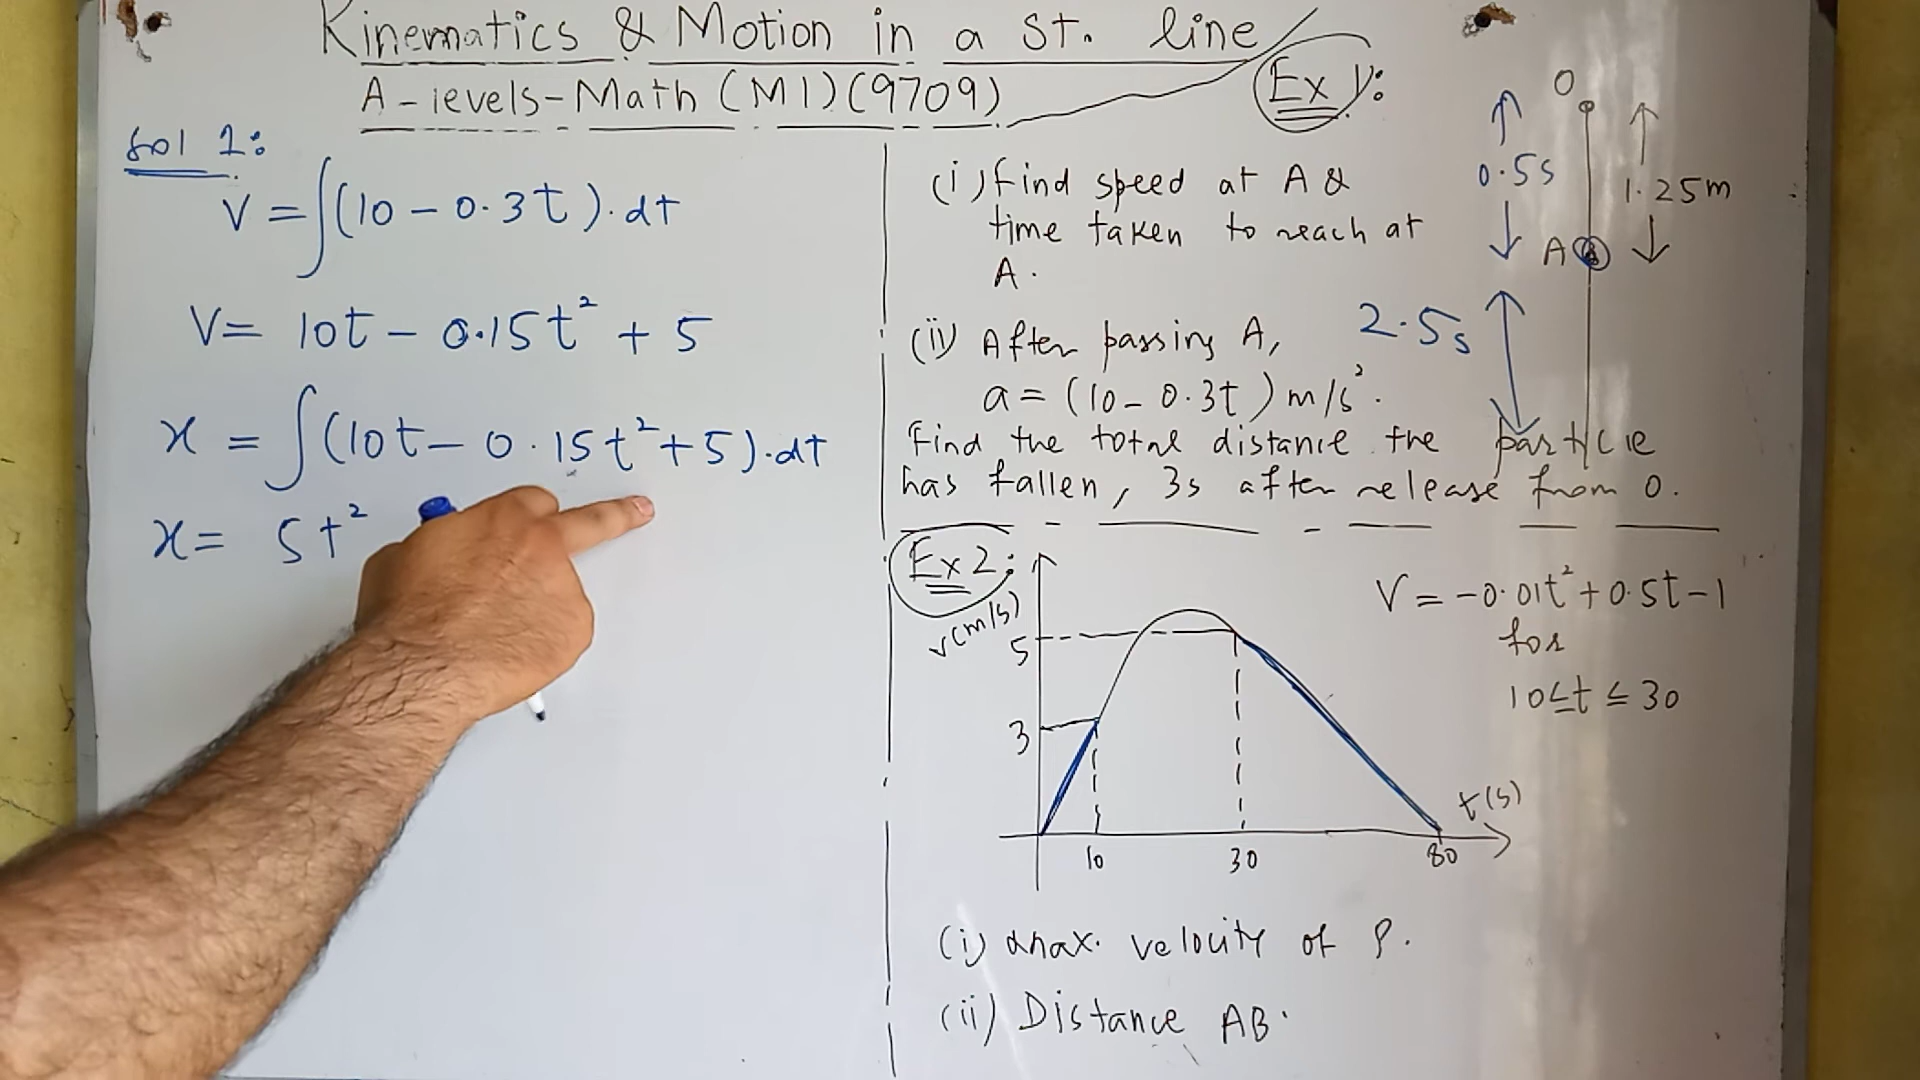 Kinematics & Motion in a st. line
A-levels-Math (M1) (9709)
Sol 1:
V = ∫(10 - 0.3t).dt
V = 10t - 0.15t² + 5
x = ∫(10t - 0.15t² + 5).dt
x = 5t²
Ex 1:
(i) Find speed at A &
time taken to reach at
A.
O
0.5s
1.25m
A
(ii) After passing A,
2.5s
a = (10 - 0.3t) m/s².
Find the total distance the particle
has fallen, 3s after release from O.
Ex2:
V = -0.01t² + 0.5t - 1
for
10 ≤ t ≤ 30
v(m/s)
5
3
t(s)
10
30
80
(i) max. velocity of P.
(ii) Distance AB.